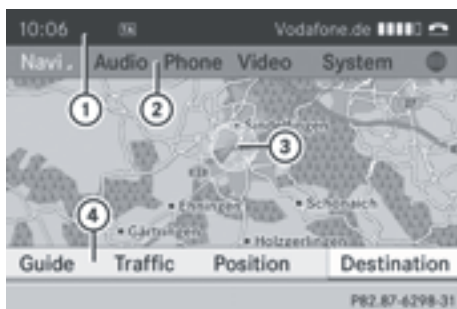 10:06 TA Vodafone.de
Navi Audio Phone Video System
1
2
3
4
Ehningen
Schönaich
Gärtringen
Holzgerlingen
Guide Traffic Position Destination
P82.87-6298-31